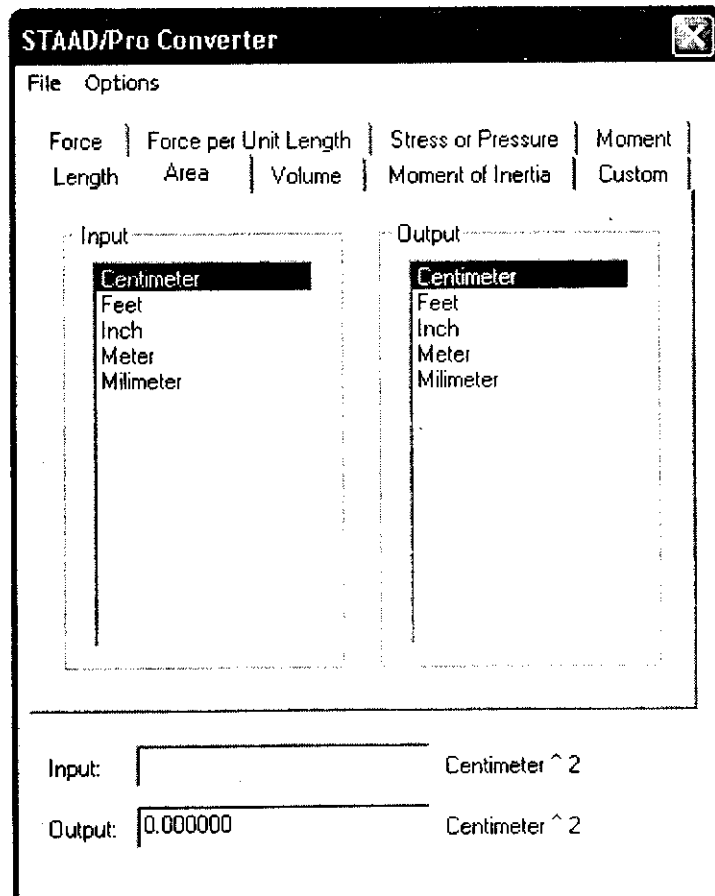 STAAD/Pro Converter
File Options
Force Force per Unit Length Stress or Pressure Moment
Length Area Volume Moment of Inertia Custom
Input Output
Centimeter Centimeter
Feet Feet
Inch Inch
Meter Meter
Milimeter Milimeter
Input: Centimeter ^ 2
Output: 0.000000 Centimeter ^ 2